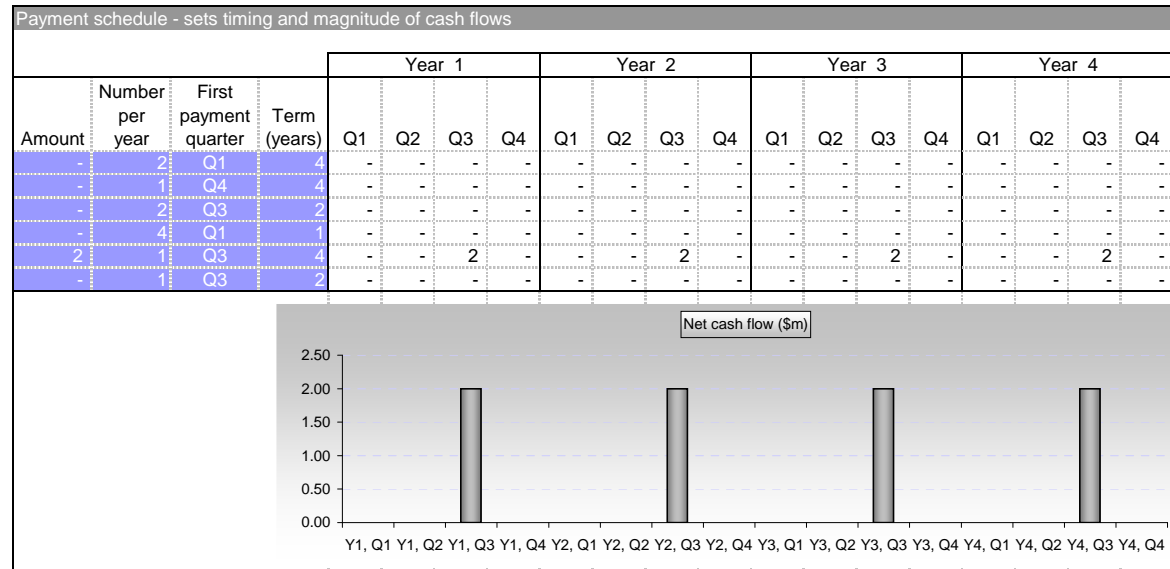 Payment schedule - sets timing and magnitude of cash flows
Year 1 Year 2 Year 3 Year 4
Number First
per payment Term
Amount year quarter (years) Q1 Q2 Q3 Q4 Q1 Q2 Q3 Q4 Q1 Q2 Q3 Q4 Q1 Q2 Q3 Q4
- 2 Q1 4 - - - - - - - - - - - - - - - -
- 1 Q4 4 - - - - - - - - - - - - - - - -
- 2 Q3 2 - - - - - - - - - - - - - - - -
- 4 Q1 1 - - - - - - - - - - - - - - - -
2 1 Q3 4 - - 2 - - - 2 - - - 2 - - - 2 -
- 1 Q3 2 - - - - - - - - - - - - - - - -
Net cash flow ($m)
2.50
2.00
1.50
1.00
0.50
0.00
Y1, Q1 Y1, Q2 Y1, Q3 Y1, Q4 Y2, Q1 Y2, Q2 Y2, Q3 Y2, Q4 Y3, Q1 Y3, Q2 Y3, Q3 Y3, Q4 Y4, Q1 Y4, Q2 Y4, Q3 Y4, Q4